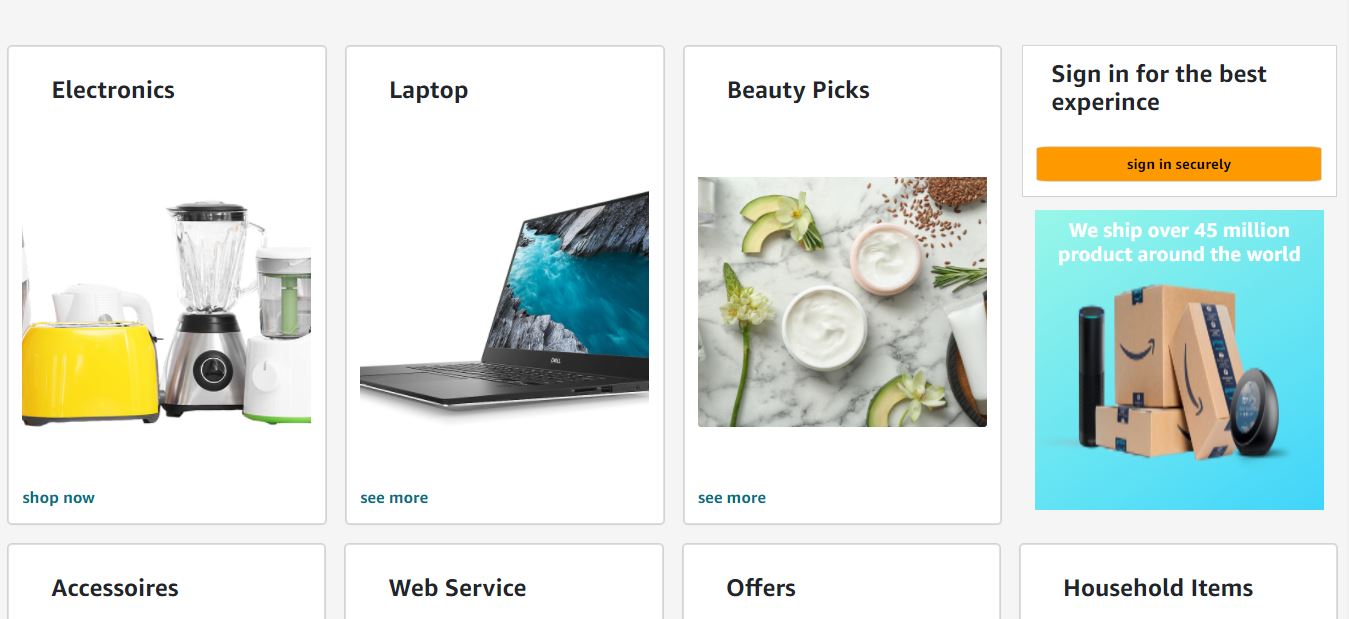 Electronics
Laptop
Beauty Picks
Sign in for the best
experince
sign in securely
We ship over 45 million
product around the world
DELL
shop now
see more
see more
Accessoires
Web Service
Offers
Household Items